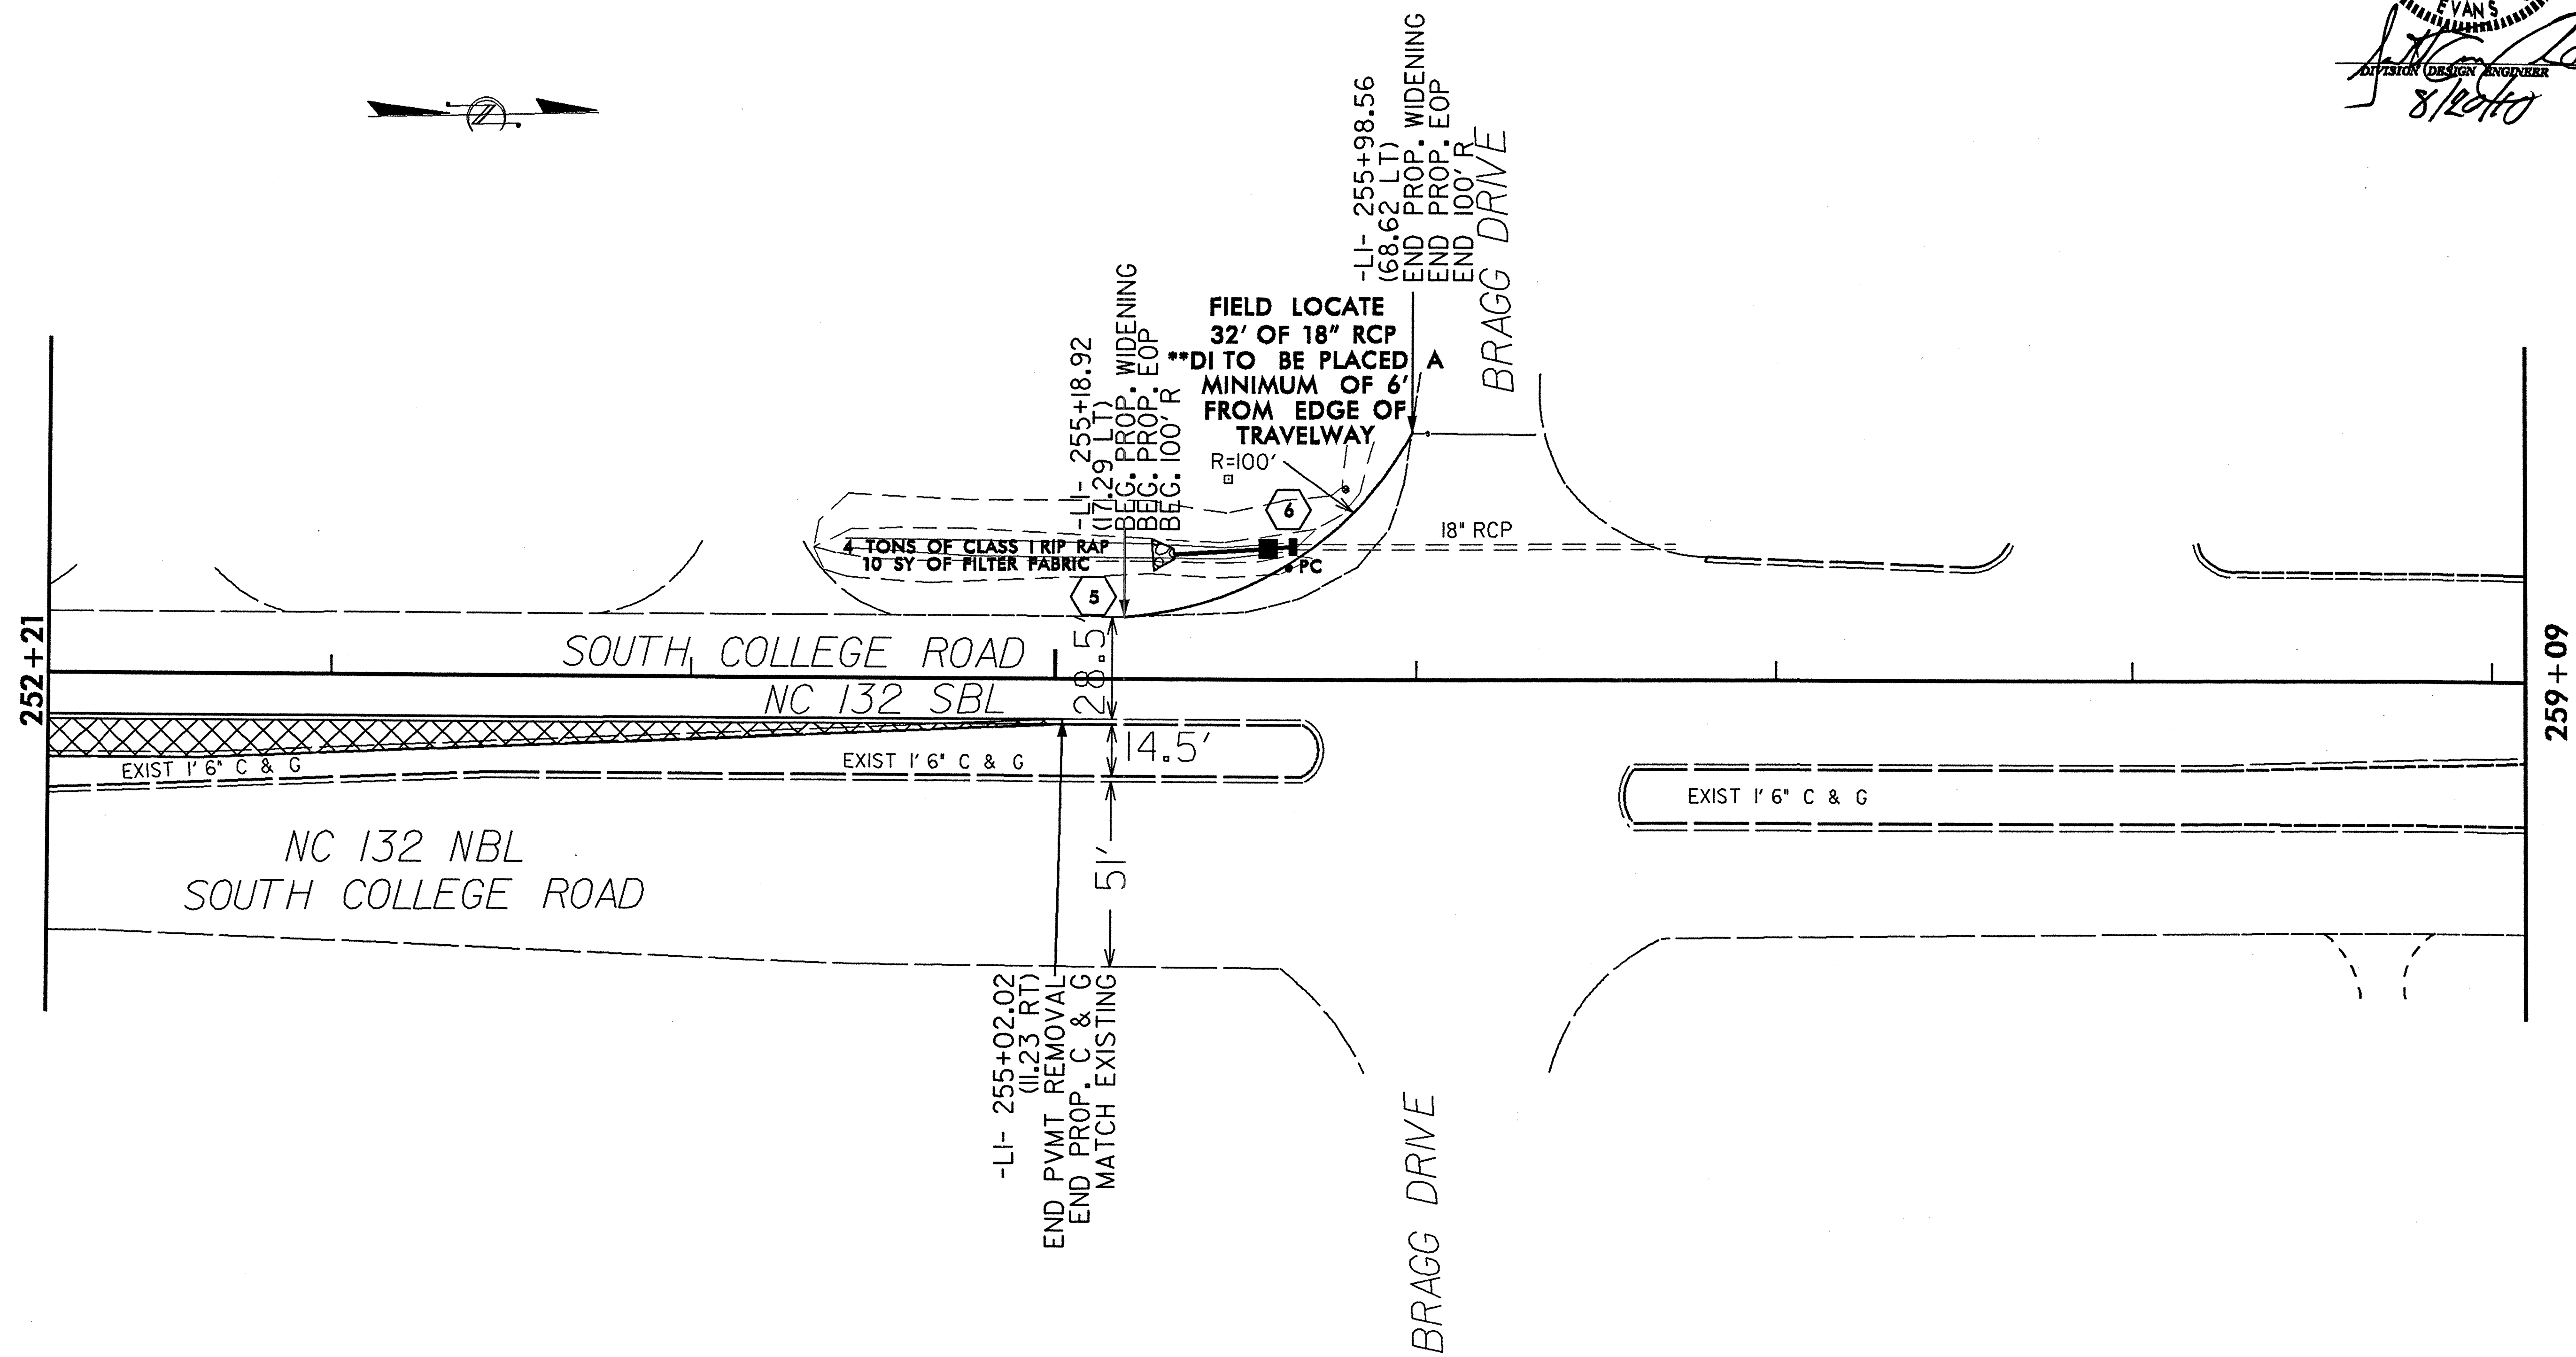 EVANS
DIVISION DESIGN ENGINEER
-L1- 255+98.56
(68.62 LT)
END PROP. WIDENING
END PROP. EOP
END 100' R
BRAGG DRIVE
-L1- 255+18.92
(17.29 LT)
BEG. PROP. WIDENING
BEG. PROP. EOP
BEG. 100' R
FIELD LOCATE
32' OF 18" RCP
**DI TO BE PLACED A
MINIMUM OF 6'
FROM EDGE OF
TRAVELWAY
R=100'
6
18" RCP
4 TONS OF CLASS I RIP RAP
10 SY OF FILTER FABRIC
PC
5
252+21
SOUTH COLLEGE ROAD
28.5'
NC 132 SBL
259+09
14.5'
EXIST 1' 6" C & G
EXIST 1' 6" C & G
EXIST 1' 6" C & G
NC 132 NBL
SOUTH COLLEGE ROAD
51'
-L1- 255+02.02
(11.23 RT)
END PVMT REMOVAL
END PROP. C & G
MATCH EXISTING
BRAGG DRIVE